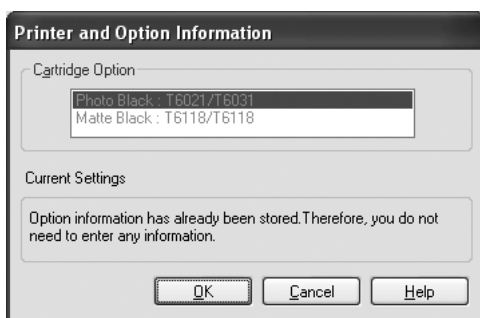 Printer and Option Information
Cartridge Option
Photo Black : T6021/T6031
Matte Black : T6118/T6118
Current Settings
Option information has already been stored.Therefore, you do not
need to enter any information.
OK Cancel Help